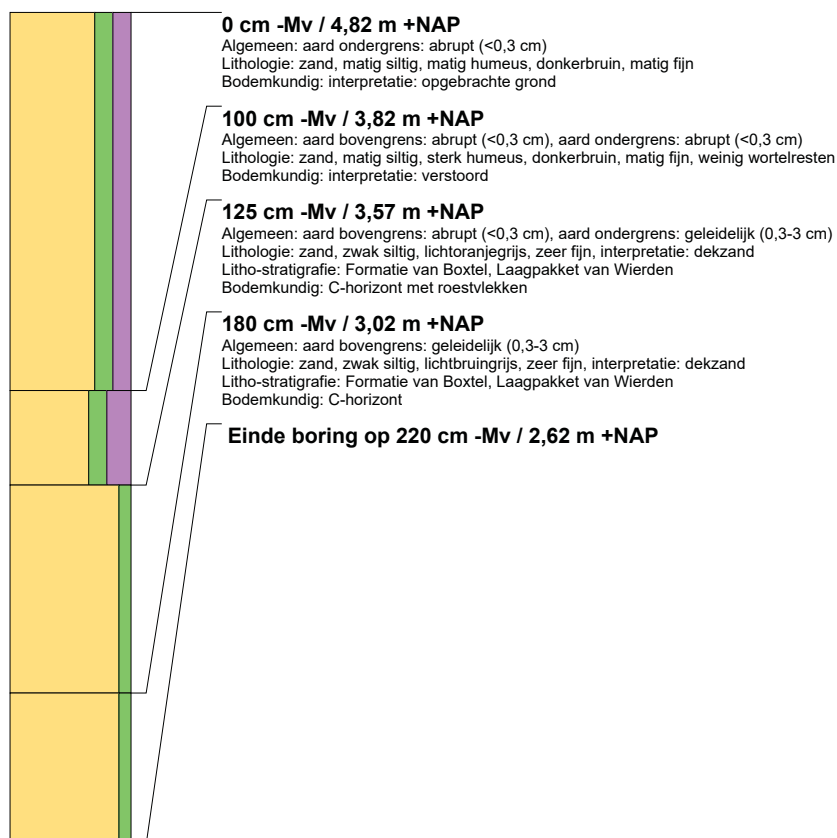 0 cm -Mv / 4,82 m +NAP
Algemeen: aard ondergrens: abrupt (<0,3 cm)
Lithologie: zand, matig siltig, matig humeus, donkerbruin, matig fijn
Bodemkundig: interpretatie: opgebrachte grond
100 cm -Mv / 3,82 m +NAP
Algemeen: aard bovengrens: abrupt (<0,3 cm), aard ondergrens: abrupt (<0,3 cm)
Lithologie: zand, matig siltig, sterk humeus, donkerbruin, matig fijn, weinig wortelresten
Bodemkundig: interpretatie: verstoord
125 cm -Mv / 3,57 m +NAP
Algemeen: aard bovengrens: abrupt (<0,3 cm), aard ondergrens: geleidelijk (0,3-3 cm)
Lithologie: zand, zwak siltig, lichtoranjegrijs, zeer fijn, interpretatie: dekzand
Litho-stratigrafie: Formatie van Boxtel, Laagpakket van Wierden
Bodemkundig: C-horizont met roestvlekken
180 cm -Mv / 3,02 m +NAP
Algemeen: aard bovengrens: geleidelijk (0,3-3 cm)
Lithologie: zand, zwak siltig, lichtbruingrijs, zeer fijn, interpretatie: dekzand
Litho-stratigrafie: Formatie van Boxtel, Laagpakket van Wierden
Bodemkundig: C-horizont
Einde boring op 220 cm -Mv / 2,62 m +NAP